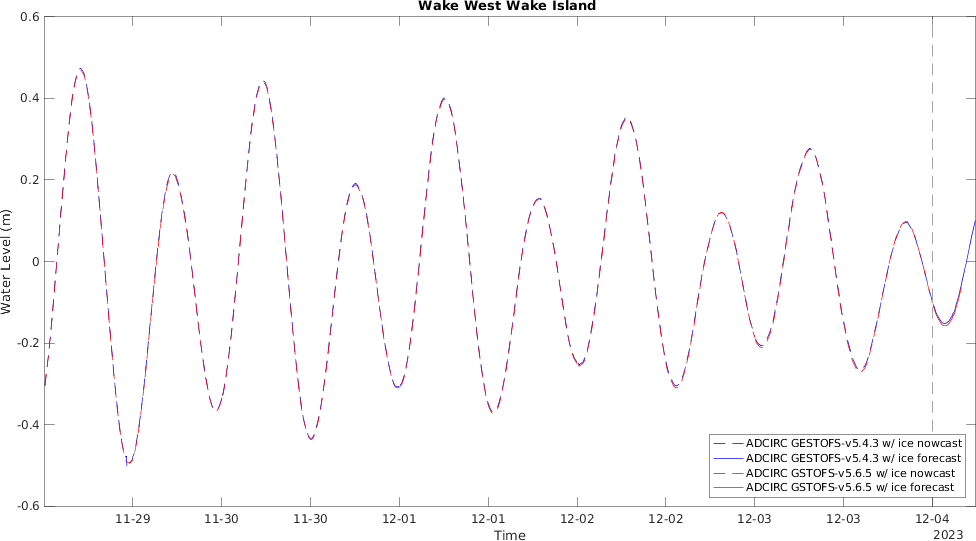 Wake West Wake Island
0.6
0.4
0.2
0
-0.2
-0.4
-0.6
Water Level (m)
ADCIRC GESTOFS-v5.4.3 w/ ice nowcast
ADCIRC GESTOFS-v5.4.3 w/ ice forecast
ADCIRC GSTOFS-v5.6.5 w/ ice nowcast
ADCIRC GSTOFS-v5.6.5 w/ ice forecast
11-29 11-30 11-30 12-01 12-01 12-02 12-02 12-03 12-03 12-04
2023
Time